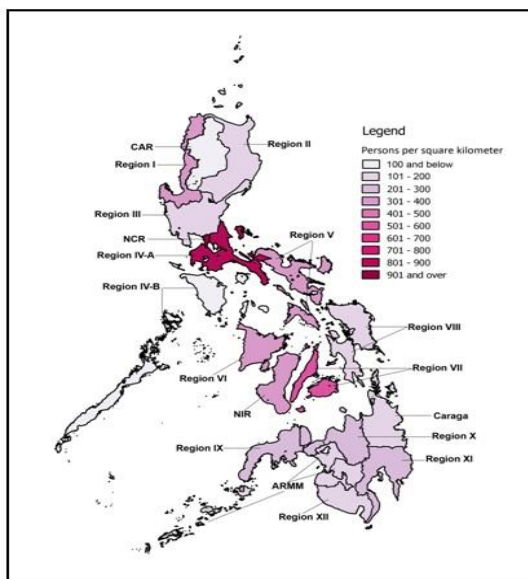 CAR
Region II
Region I
Legend
Persons per square kilometer
100 and below
101 - 200
201 - 300
301 - 400
401 - 500
501 - 600
601 - 700
701 - 800
801 - 900
901 and over
Region III
NCR
Region V
Region IV-A
Region IV-B
Region VIII
Region VI
Region VII
NIR
Caraga
Region IX
Region X
Region XI
ARMM
Region XII